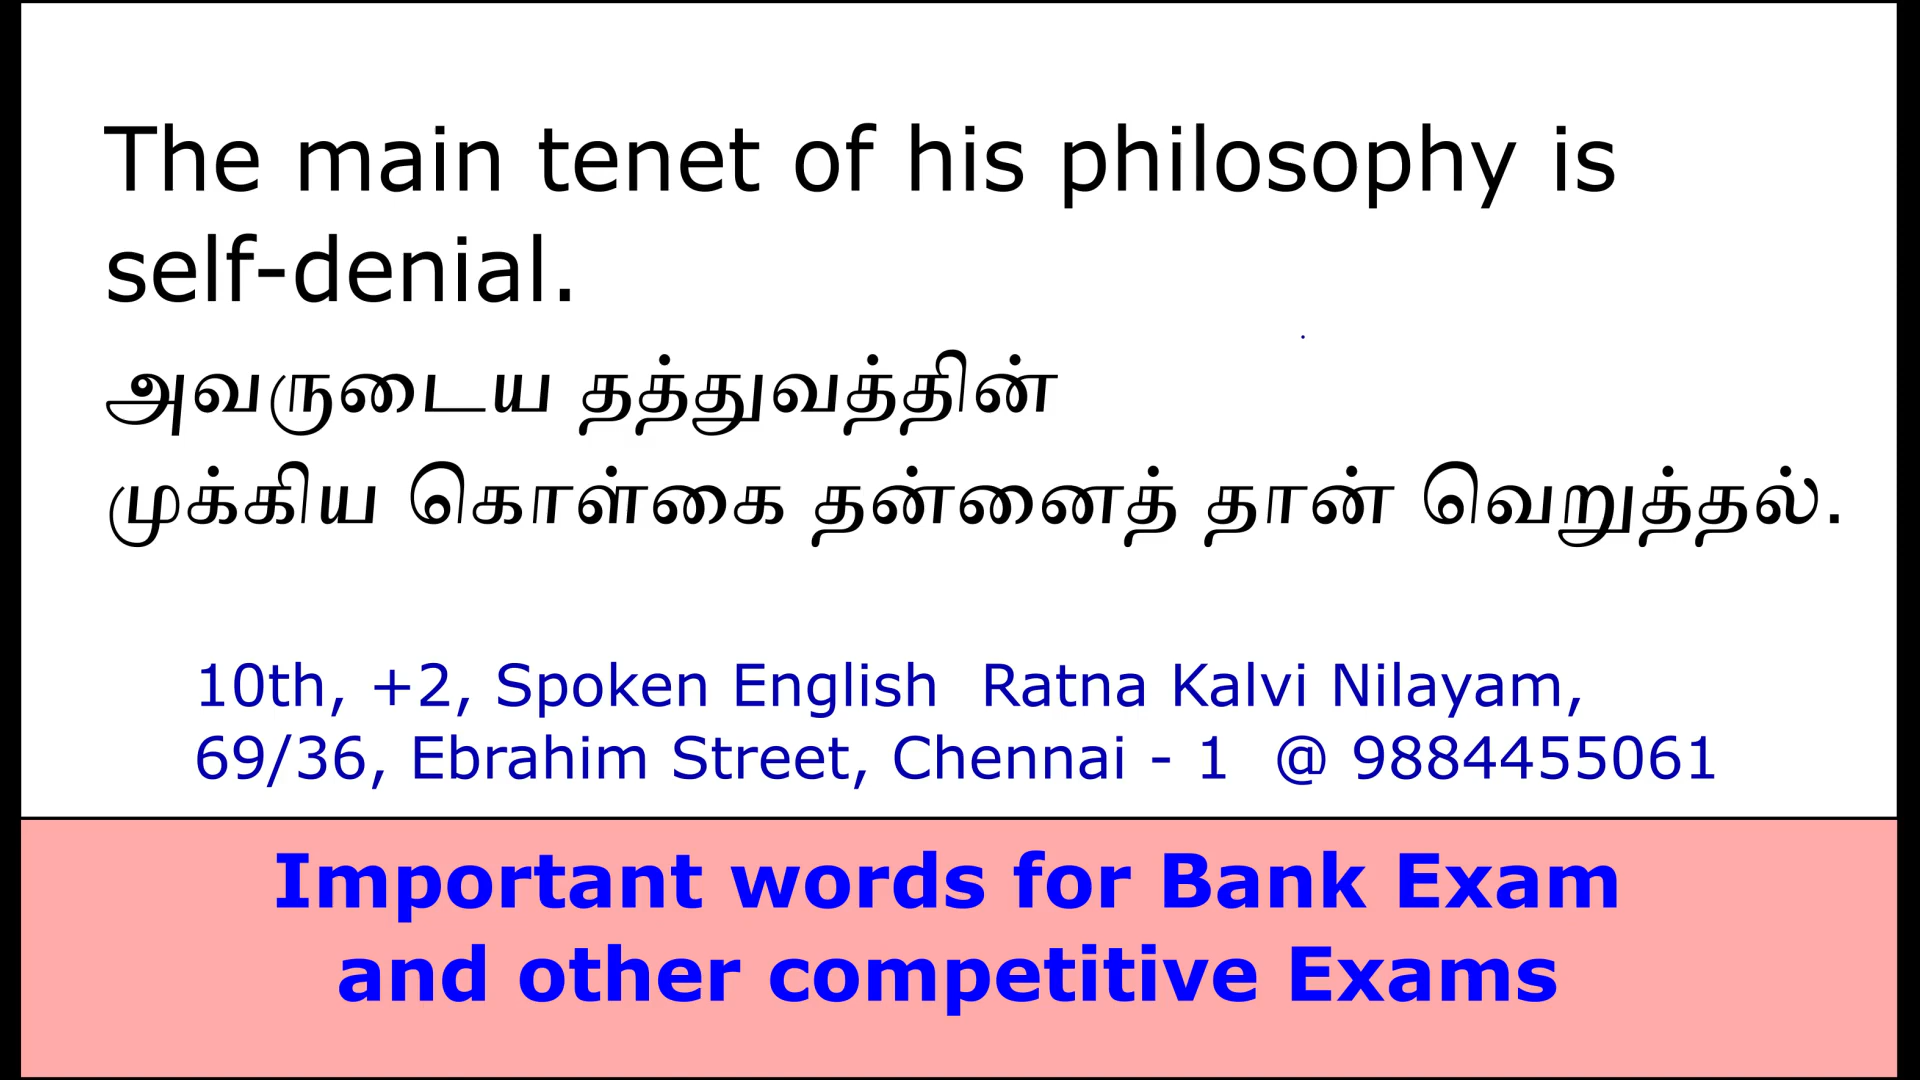 The main tenet of his philosophy is
self-denial.
அவருடைய தத்துவத்தின்
முக்கிய கொள்கை தன்னைத் தான் வெறுத்தல்.
10th, +2, Spoken English  Ratna Kalvi Nilayam,
69/36, Ebrahim Street, Chennai - 1  @ 9884455061
Important words for Bank Exam
and other competitive Exams